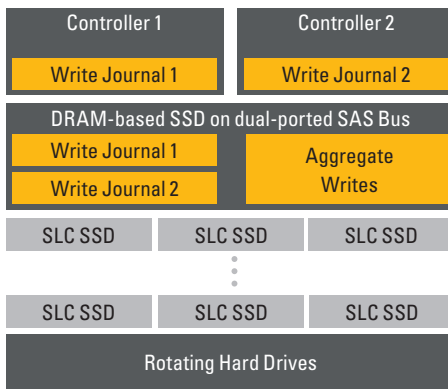 Controller 1
Controller 2
Write Journal 1
Write Journal 2
DRAM-based SSD on dual-ported SAS Bus
Write Journal 1
Write Journal 2
Aggregate
Writes
SLC SSD SLC SSD SLC SSD
SLC SSD SLC SSD SLC SSD
Rotating Hard Drives